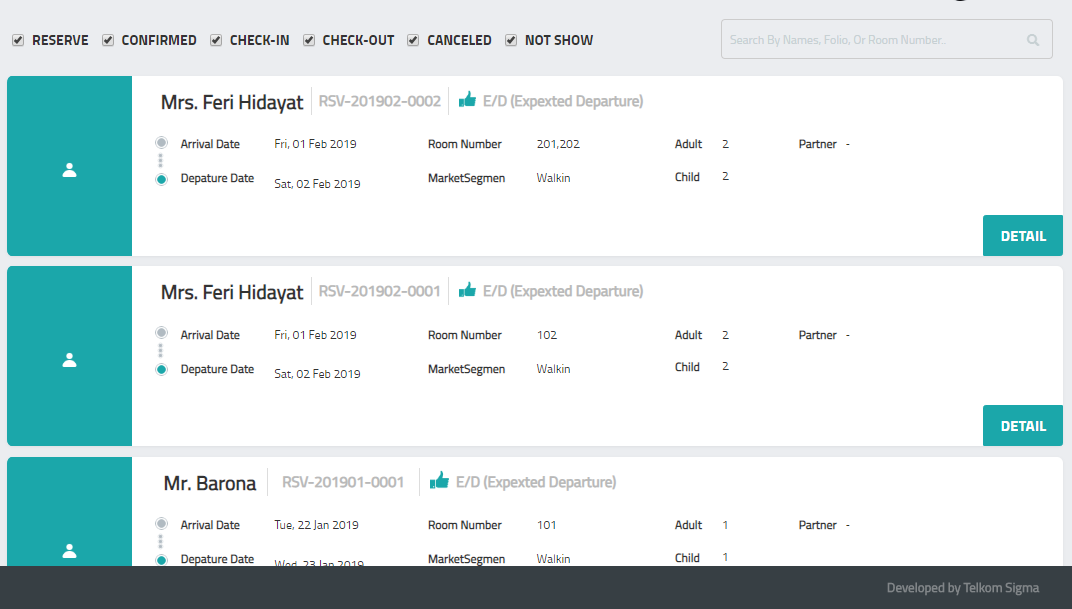 RESERVE CONFIRMED CHECK-IN CHECK-OUT CANCELED NOT SHOW Search By Names, Folio, Or Room Number..
Mrs. Feri Hidayat RSV-201902-0002 E/D (Expexted Departure)
Arrival Date Fri, 01 Feb 2019 Room Number 201,202 Adult 2 Partner -
Depature Date Sat, 02 Feb 2019 MarketSegmen Walkin Child 2
DETAIL
Mrs. Feri Hidayat RSV-201902-0001 E/D (Expexted Departure)
Arrival Date Fri, 01 Feb 2019 Room Number 102 Adult 2 Partner -
Depature Date Sat, 02 Feb 2019 MarketSegmen Walkin Child 2
DETAIL
Mr. Barona RSV-201901-0001 E/D (Expexted Departure)
Arrival Date Tue, 22 Jan 2019 Room Number 101 Adult 1 Partner -
Depature Date Wed, 23 Jan 2019 MarketSegmen Walkin Child 1
Developed by Telkom Sigma